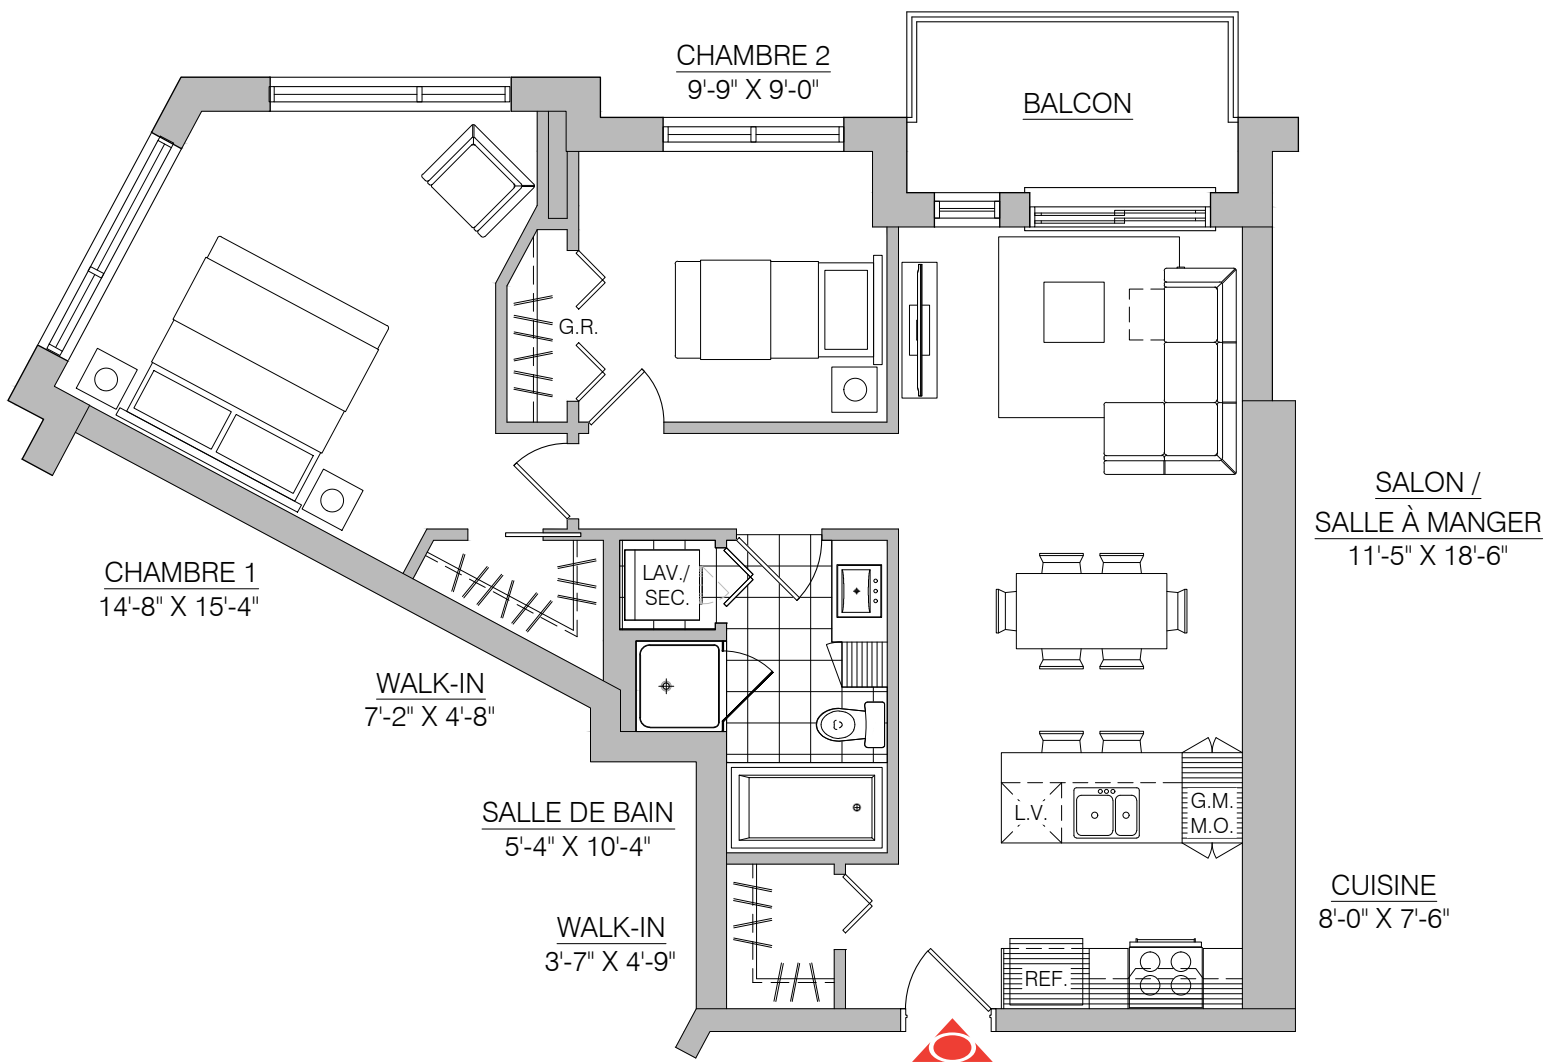 CHAMBRE 2
9'-9" X 9'-0"
BALCON
G.R.
SALON /
SALLE À MANGER
11'-5" X 18'-6"
CHAMBRE 1
14'-8" X 15'-4"
LAV./
SEC.
WALK-IN
7'-2" X 4'-8"
SALLE DE BAIN
5'-4" X 10'-4"
L.V.
G.M.
M.O.
CUISINE
8'-0" X 7'-6"
WALK-IN
3'-7" X 4'-9"
REF.